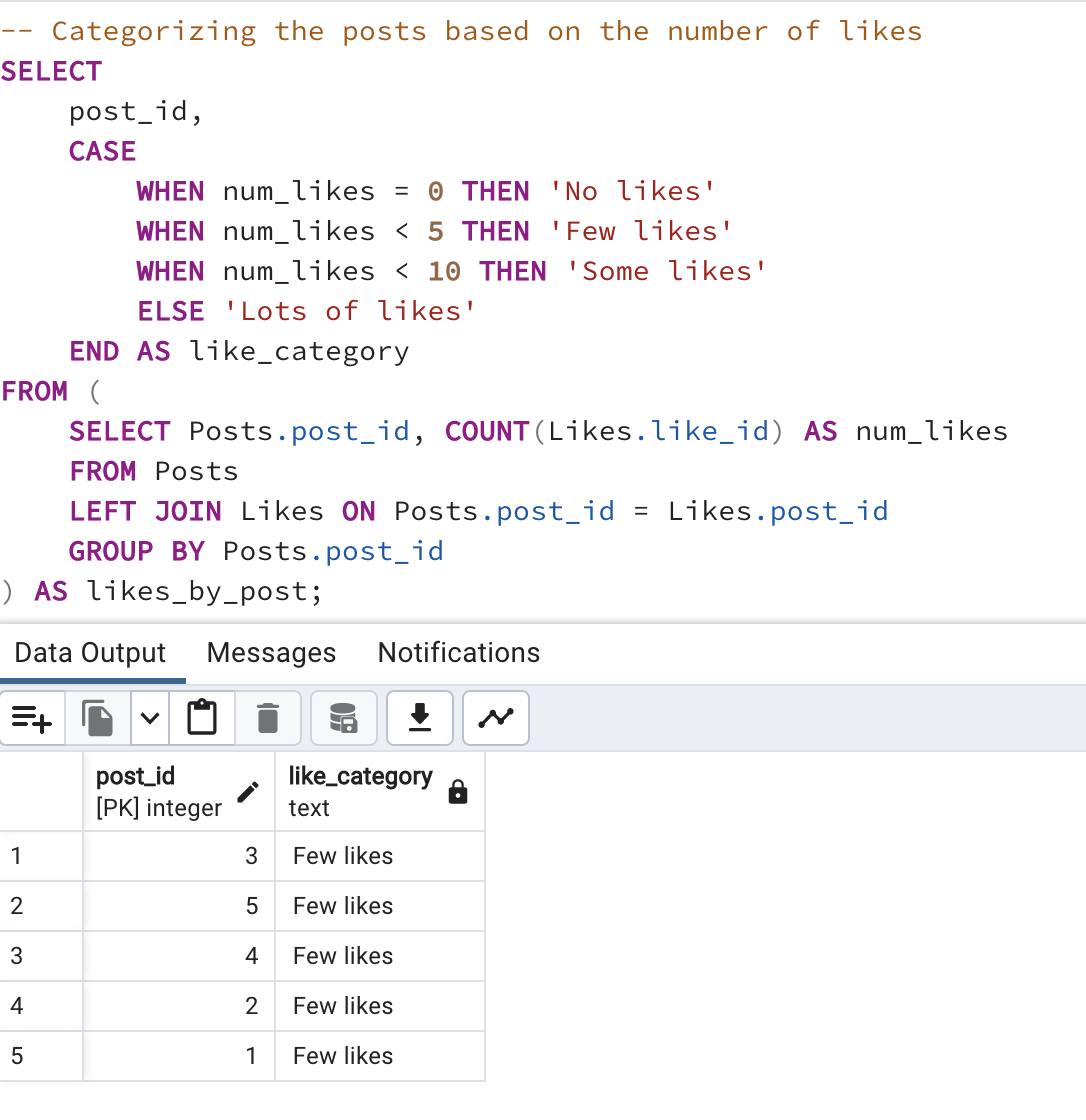 -- Categorizing the posts based on the number of likes
SELECT
    post_id,
    CASE
        WHEN num_likes = 0 THEN 'No likes'
        WHEN num_likes < 5 THEN 'Few likes'
        WHEN num_likes < 10 THEN 'Some likes'
        ELSE 'Lots of likes'
    END AS like_category
FROM (
    SELECT Posts.post_id, COUNT(Likes.like_id) AS num_likes
    FROM Posts
    LEFT JOIN Likes ON Posts.post_id = Likes.post_id
    GROUP BY Posts.post_id
) AS likes_by_post;
Data Output Messages Notifications
post_id like_category
[PK] integer text
1 3 Few likes
2 5 Few likes
3 4 Few likes
4 2 Few likes
5 1 Few likes